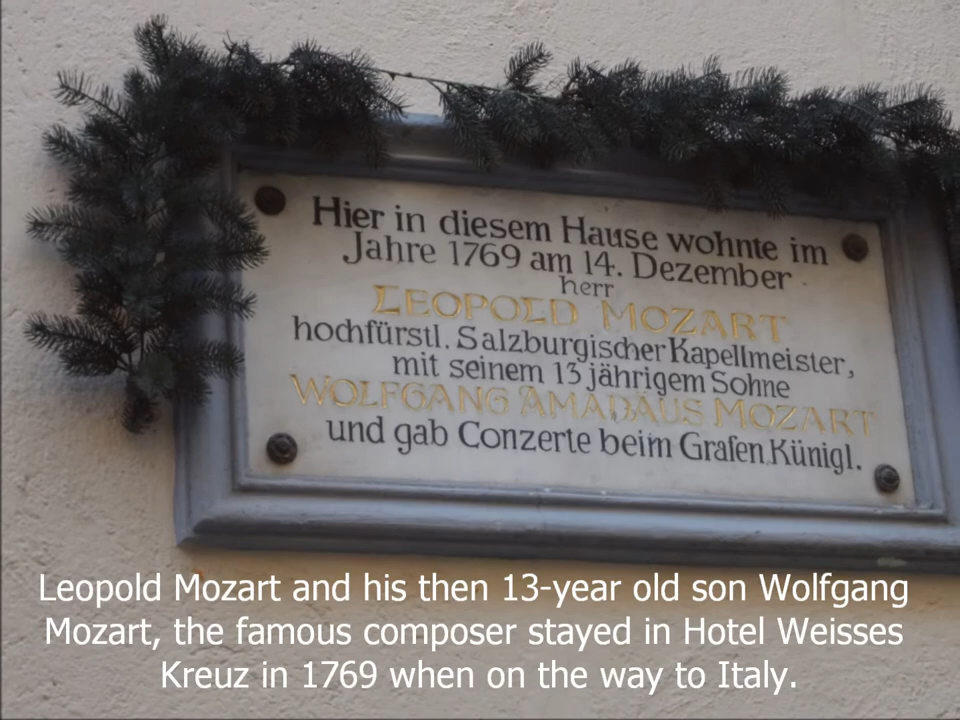 Hier in diesem Hause wohnte im
Jahre 1769 am 14. Dezember
herr
LEOPOLD MOZART
hochfürstl. Salzburgischer Kapellmeister,
mit seinem 13 jährigem Sohne
WOLFGANG AMADÄUS MOZART
und gab Conzerte beim Grafen Künigl.
Leopold Mozart and his then 13-year old son Wolfgang
Mozart, the famous composer stayed in Hotel Weisses
Kreuz in 1769 when on the way to Italy.